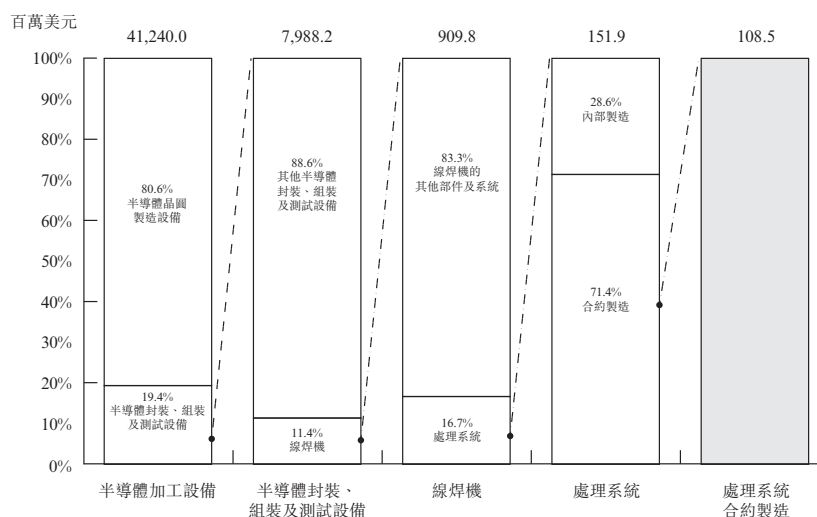 百萬美元
41,240.0
7,988.2
909.8
151.9
108.5
100%
90%
80%
70%
60%
50%
40%
30%
20%
10%
0%
80.6%
半導體晶圓
製造設備
19.4%
半導體封裝、組裝
及測試設備
88.6%
其他半導體
封裝、組裝
及測試設備
11.4%
線焊機
83.3%
線焊機的
其他部件及系統
16.7%
處理系統
28.6%
內部製造
71.4%
合約製造
半導體加工設備
半導體封裝、
組裝及測試設備
線焊機
處理系統
處理系統
合約製造